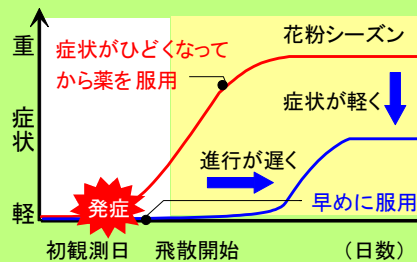 重
症状がひどくなって
から薬を服用
花粉シーズン
症状が軽く
症状
進行が遅く
軽
発症
早めに服用
初観測日
飛散開始
（日数）